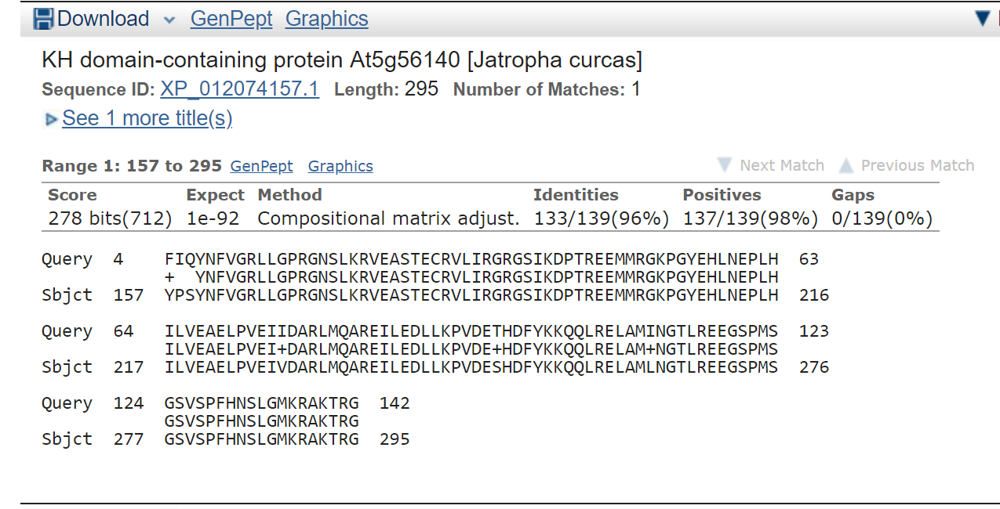 Download GenPept Graphics
KH domain-containing protein At5g56140 [Jatropha curcas]
Sequence ID: XP_012074157.1 Length: 295 Number of Matches: 1
See 1 more title(s)
Range 1: 157 to 295 GenPept Graphics Next Match Previous Match
Score Expect Method Identities Positives Gaps
278 bits(712) 1e-92 Compositional matrix adjust. 133/139(96%) 137/139(98%) 0/139(0%)
Query 4 FIQYNFVGRLLGPRGNSLKRVEASTECRVLIRGRGSIKDPTREEMMRGKPGYEHLNEPLH 63
+ YNFVGRLLGPRGNSLKRVEASTECRVLIRGRGSIKDPTREEMMRGKPGYEHLNEPLH
Sbjct 157 YPSYNFVGRLLGPRGNSLKRVEASTECRVLIRGRGSIKDPTREEMMRGKPGYEHLNEPLH 216
Query 64 ILVEAELPVEIIDARLMQAREILEDLLKPVDETHDFYKKQQLRELAMINGTLREEGSPMS 123
ILVEAELPVEI+DARLMQAREILEDLLKPVDE+HDFYKKQQLRELAM+NGTLREEGSPMS
Sbjct 217 ILVEAELPVEIVDARLMQAREILEDLLKPVDESHDFYKKQQLRELAMLNGTLREEGSPMS 276
Query 124 GSVSPFHNSLGMKRAKTRG 142
GSVSPFHNSLGMKRAKTRG
Sbjct 277 GSVSPFHNSLGMKRAKTRG 295